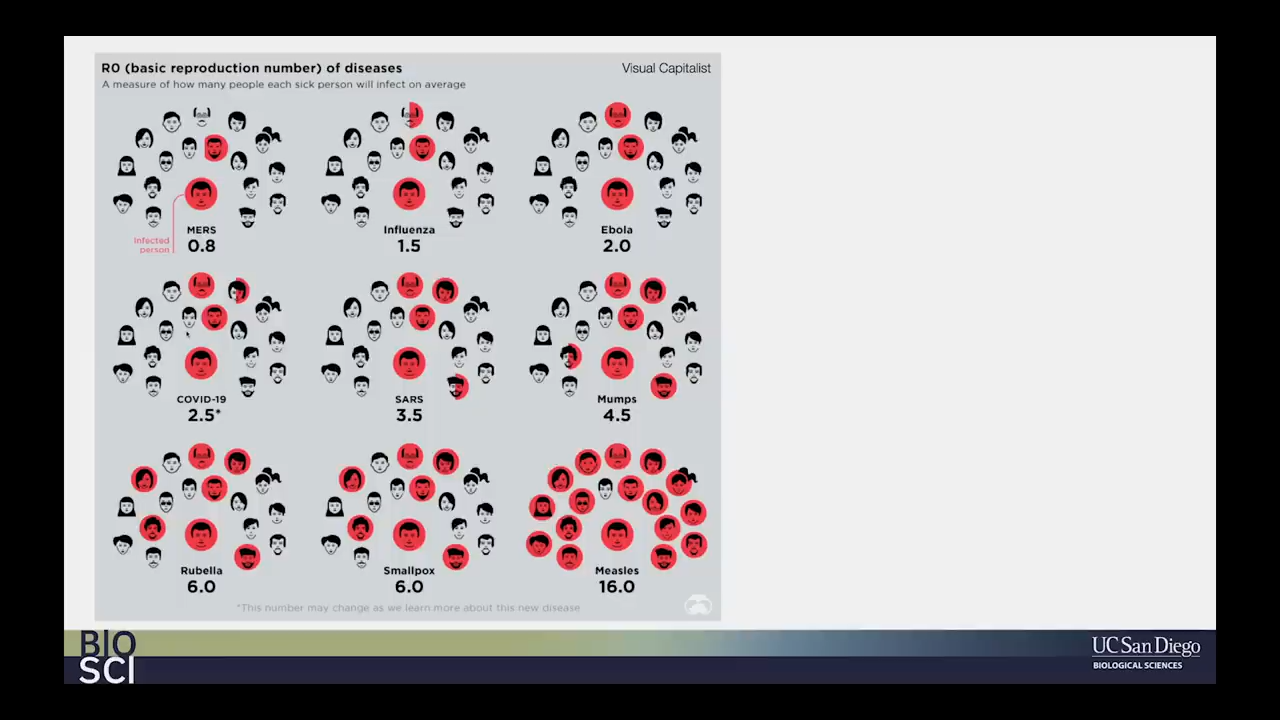 R0 (basic reproduction number) of diseases
Visual Capitalist
A measure of how many people each sick person will infect on average
Infected
person
MERS
0.8
Influenza
1.5
Ebola
2.0
COVID-19
2.5*
SARS
3.5
Mumps
4.5
Rubella
6.0
Smallpox
6.0
Measles
16.0
*This number may change as we learn more about this new disease
BIO
SCI
UC San Diego
BIOLOGICAL SCIENCES